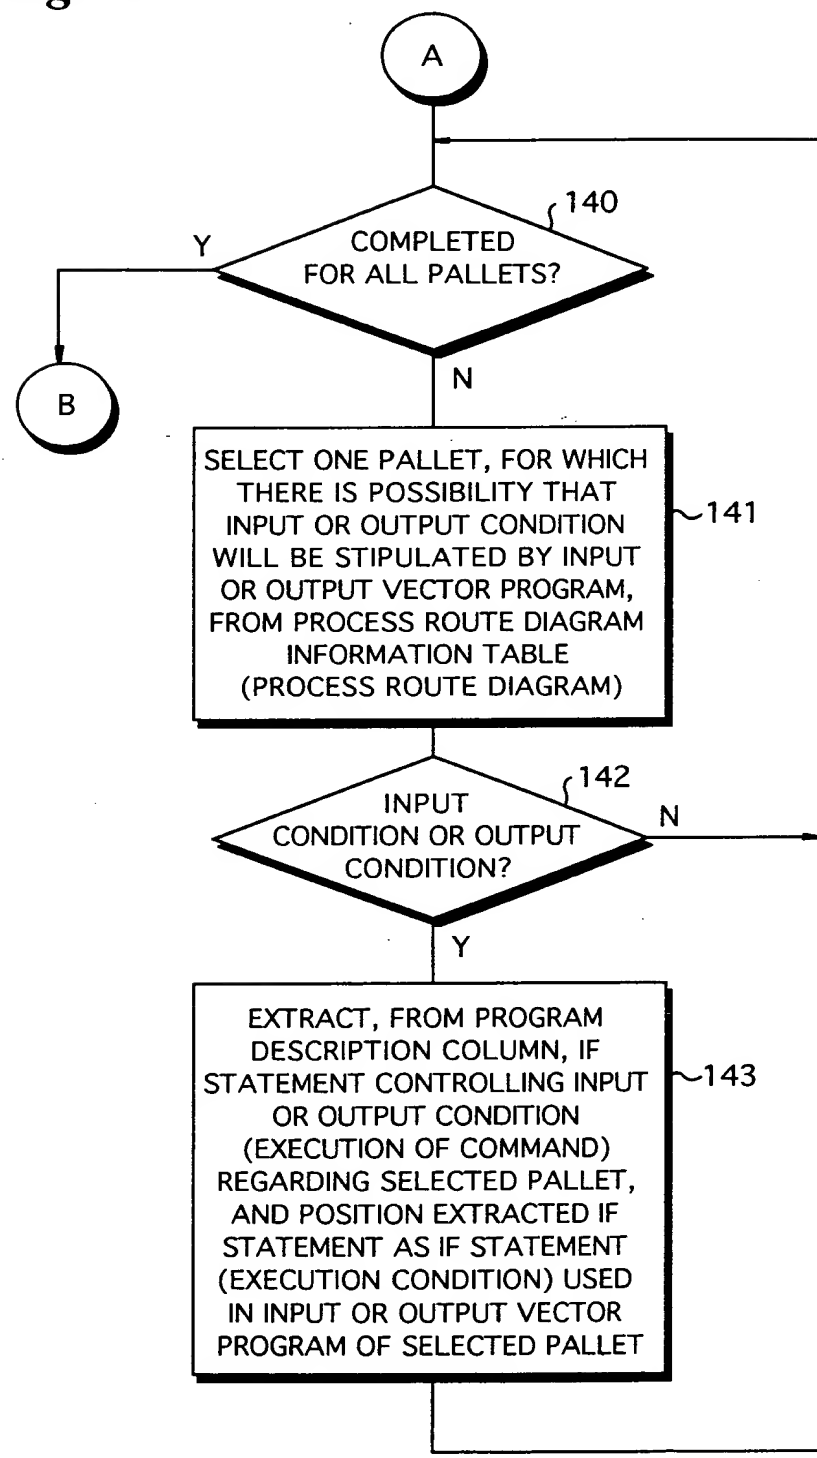 A
140
Y
COMPLETED
FOR ALL PALLETS?
B
N
SELECT ONE PALLET, FOR WHICH
THERE IS POSSIBILITY THAT
INPUT OR OUTPUT CONDITION
WILL BE STIPULATED BY INPUT
OR OUTPUT VECTOR PROGRAM,
FROM PROCESS ROUTE DIAGRAM
INFORMATION TABLE
(PROCESS ROUTE DIAGRAM)
141
142
INPUT
CONDITION OR OUTPUT
CONDITION?
N
Y
EXTRACT, FROM PROGRAM
DESCRIPTION COLUMN, IF
STATEMENT CONTROLLING INPUT
OR OUTPUT CONDITION
(EXECUTION OF COMMAND)
REGARDING SELECTED PALLET,
AND POSITION EXTRACTED IF
STATEMENT AS IF STATEMENT
(EXECUTION CONDITION) USED
IN INPUT OR OUTPUT VECTOR
PROGRAM OF SELECTED PALLET
143